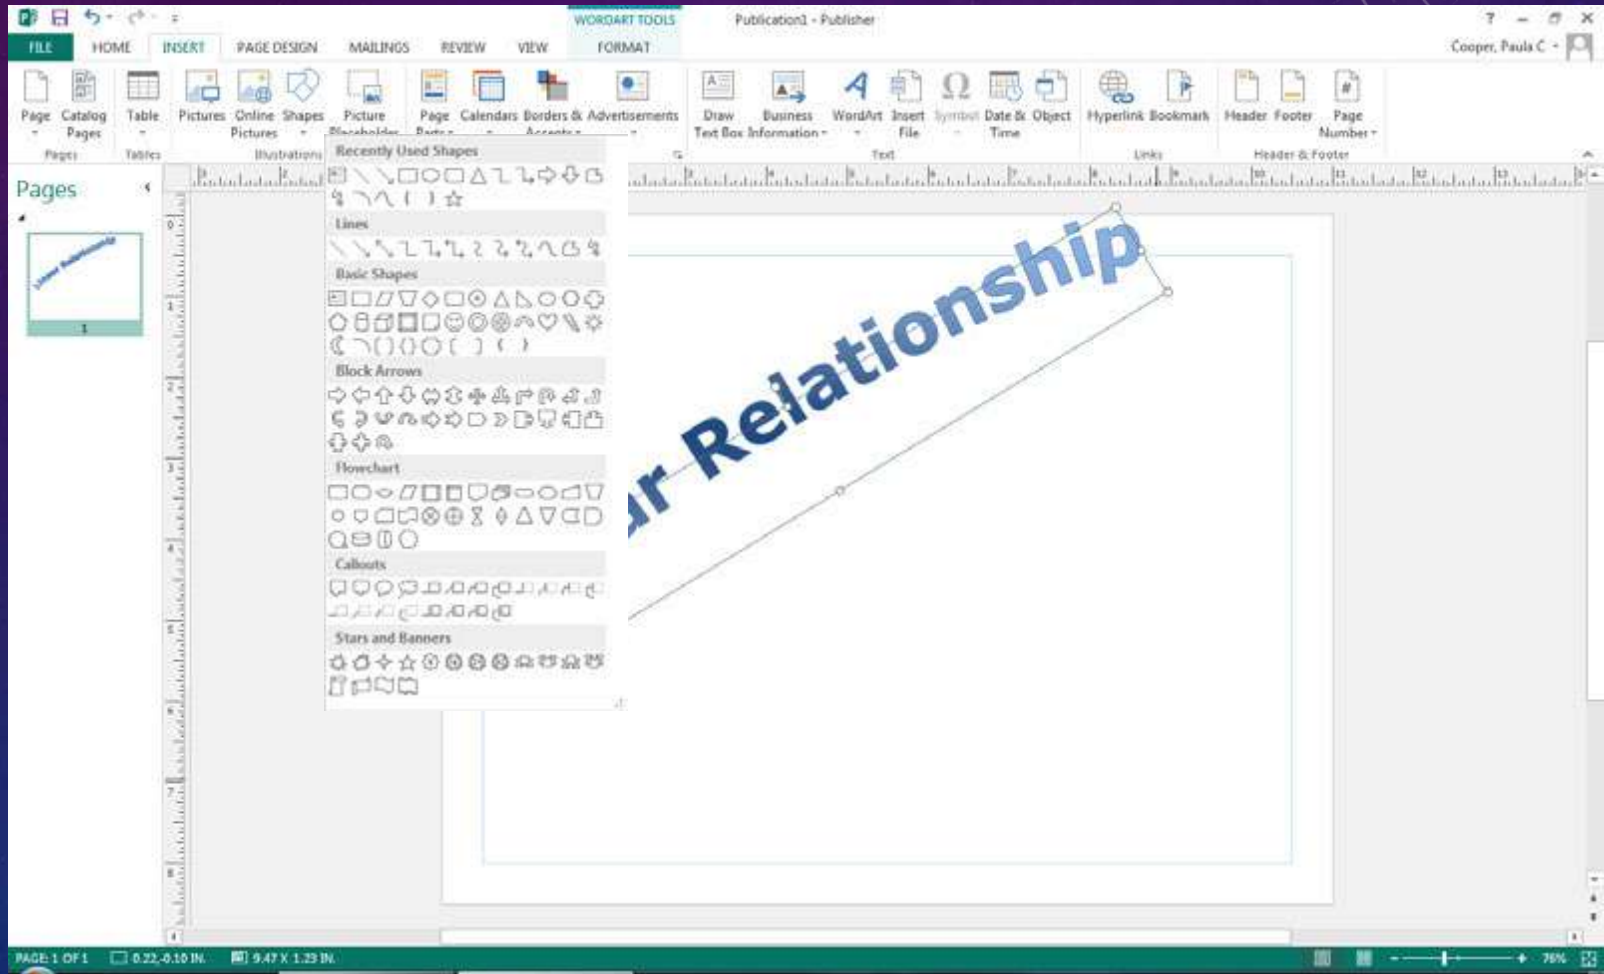 WORDART TOOLS
Publication1 - Publisher
? 
FILE HOME INSERT PAGE DESIGN MAILINGS REVIEW VIEW FORMAT
Cooper, Paula C
Page
Catalog Pages
Table
Pictures
Online Pictures
Shapes
Picture Placeholder
Page Parts
Calendars
Borders & Accents
Advertisements
Draw Text Box
Business Information
WordArt
Insert File
Symbol
Date & Time
Object
Hyperlink
Bookmark
Header
Footer
Page Number
Pages Tables Illustrations Text Links Header & Footer
Pages
1
Recently Used Shapes
Lines
Basic Shapes
Block Arrows
Flowchart
Callouts
Stars and Banners
Relationship
PAGE: 1 OF 1 0.22, -0.10 IN. 9.47 X 1.23 IN. 76%